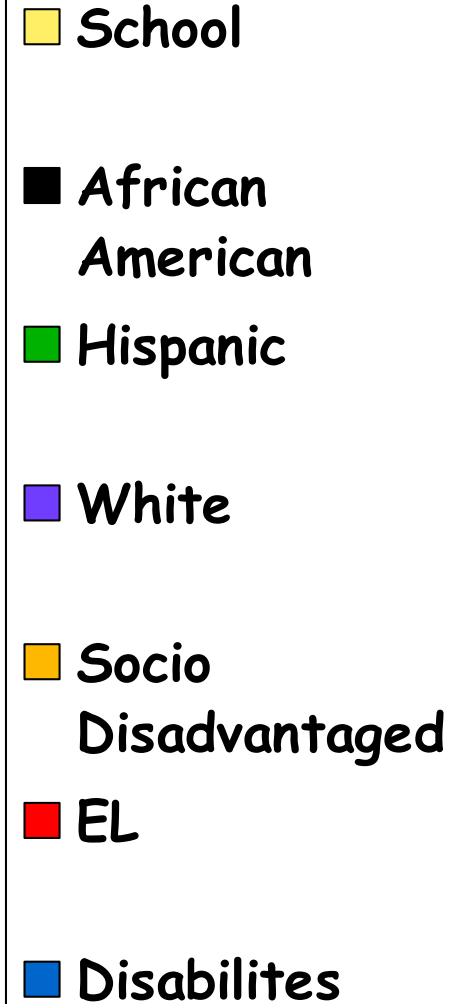 School
African
American
Hispanic
White
Socio
Disadvantaged
EL
Disabilites